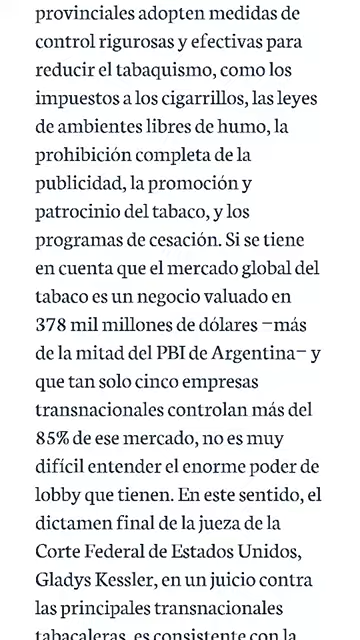 provinciales adopten medidas de
control rigurosas y efectivas para
reducir el tabaquismo, como los
impuestos a los cigarrillos, las leyes
de ambientes libres de humo, la
prohibición completa de la
publicidad, la promoción y
patrocinio del tabaco, y los
programas de cesación. Si se tiene
en cuenta que el mercado global del
tabaco es un negocio valuado en
378 mil millones de dólares –más
de la mitad del PBI de Argentina– y
que tan solo cinco empresas
transnacionales controlan más del
85% de ese mercado, no es muy
difícil entender el enorme poder de
lobby que tienen. En este sentido, el
dictamen final de la jueza de la
Corte Federal de Estados Unidos,
Gladys Kessler, en un juicio contra
las principales transnacionales
tabacaleras, es consistente con la